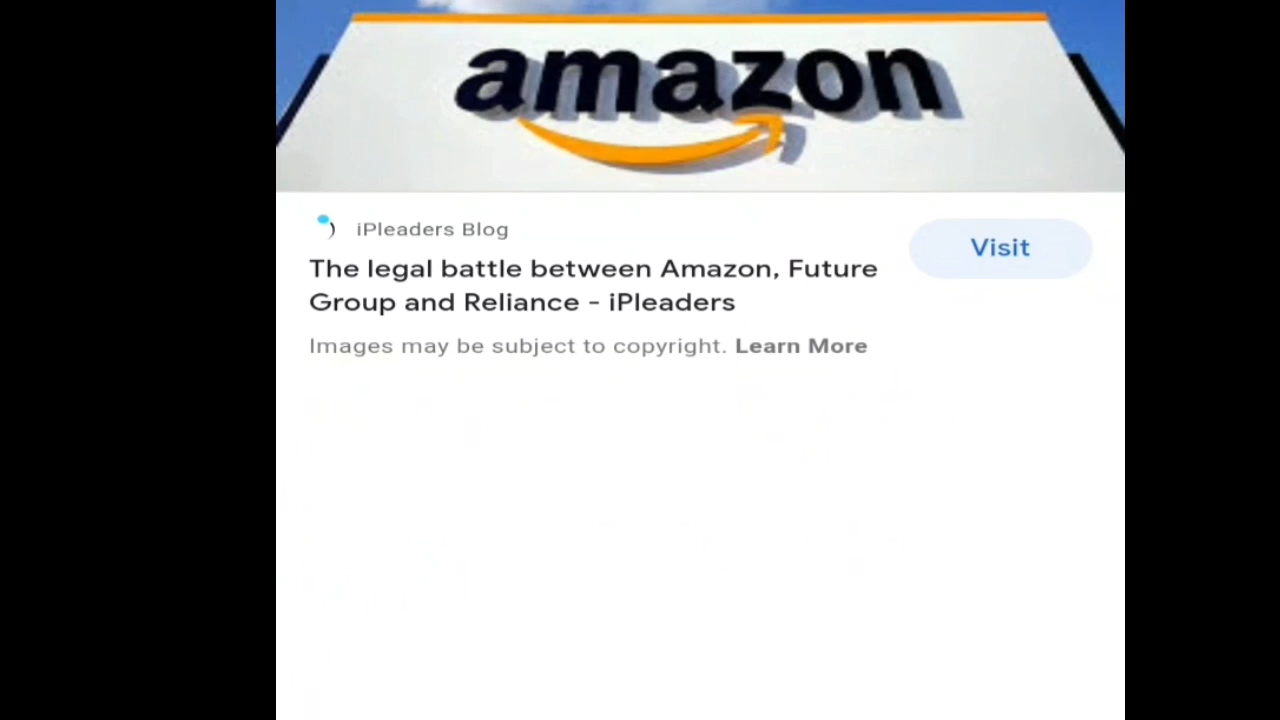 amazon
iPleaders Blog
Visit
The legal battle between Amazon, Future
Group and Reliance - iPleaders
Images may be subject to copyright. Learn More